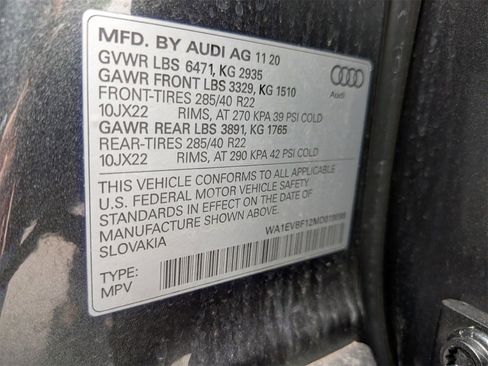 MFD. BY AUDI AG 11 20
GVWR LBS 6471, KG 2935
GAWR FRONT LBS 3329, KG 1510
FRONT-TIRES 285/40 R22
10JX22 RIMS, AT 270 KPA 39 PSI COLD
GAWR REAR LBS 3891, KG 1765
REAR-TIRES 285/40 R22
10JX22 RIMS, AT 290 KPA 42 PSI COLD
Audi
THIS VEHICLE CONFORMS TO ALL APPLICABLE
U.S. FEDERAL MOTOR VEHICLE SAFETY
STANDARDS IN EFFECT ON THE DATE OF
MANUFACTURE SHOWN ABOVE.
SLOVAKIA
TYPE:
MPV